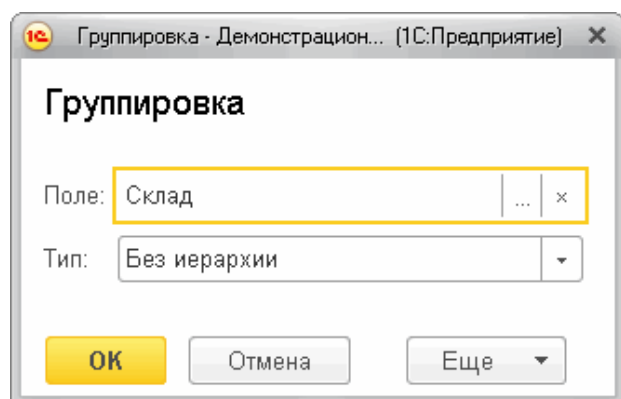 1С Группировка - Демонстрацион... (1С:Предприятие) ×
Группировка
Поле: Склад ... ×
Тип: Без иерархии
ОК Отмена Еще